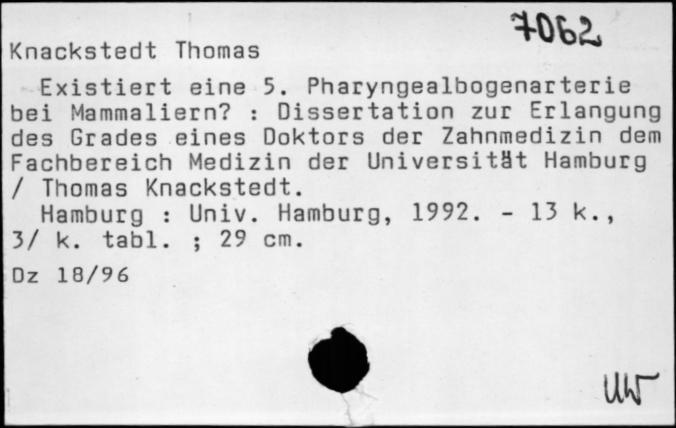 7062
Knackstedt Thomas
Existiert eine 5. Pharyngealbogenarterie
bei Mammaliern? : Dissertation zur Erlangung
des Grades eines Doktors der Zahnmedizin dem
Fachbereich Medizin der Universität Hamburg
/ Thomas Knackstedt.
Hamburg : Univ. Hamburg, 1992. - 13 k.,
3/ k. tabl. ; 29 cm.
Dz 18/96
UW